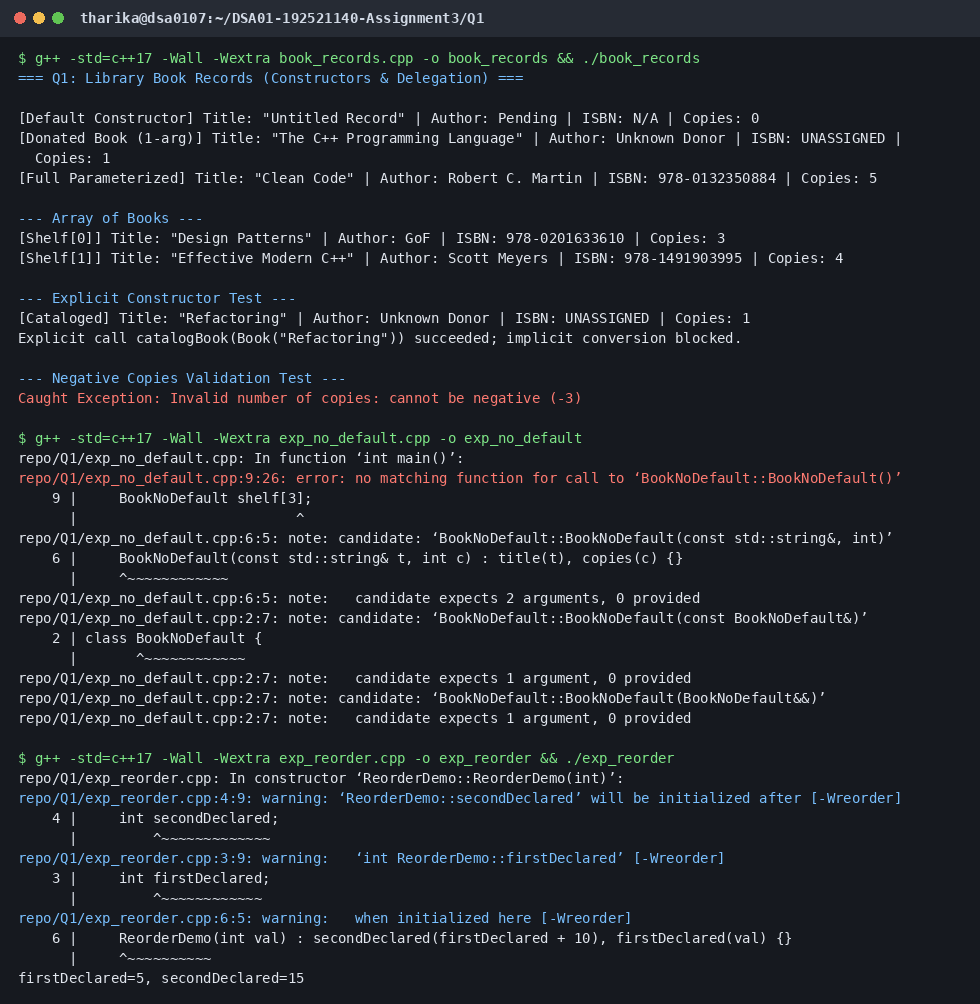 tharika@dsa0107:~/DSA01-192521140-Assignment3/Q1
$ g++ -std=c++17 -Wall -Wextra book_records.cpp -o book_records && ./book_records
=== Q1: Library Book Records (Constructors & Delegation) ===
[Default Constructor] Title: "Untitled Record" | Author: Pending | ISBN: N/A | Copies: 0
[Donated Book (1-arg)] Title: "The C++ Programming Language" | Author: Unknown Donor | ISBN: UNASSIGNED |
  Copies: 1
[Full Parameterized] Title: "Clean Code" | Author: Robert C. Martin | ISBN: 978-0132350884 | Copies: 5
--- Array of Books ---
[Shelf[0]] Title: "Design Patterns" | Author: GoF | ISBN: 978-0201633610 | Copies: 3
[Shelf[1]] Title: "Effective Modern C++" | Author: Scott Meyers | ISBN: 978-1491903995 | Copies: 4
--- Explicit Constructor Test ---
[Cataloged] Title: "Refactoring" | Author: Unknown Donor | ISBN: UNASSIGNED | Copies: 1
Explicit call catalogBook(Book("Refactoring")) succeeded; implicit conversion blocked.
--- Negative Copies Validation Test ---
Caught Exception: Invalid number of copies: cannot be negative (-3)
$ g++ -std=c++17 -Wall -Wextra exp_no_default.cpp -o exp_no_default
repo/Q1/exp_no_default.cpp: In function ‘int main()’:
repo/Q1/exp_no_default.cpp:9:26: error: no matching function for call to ‘BookNoDefault::BookNoDefault()’
    9 |     BookNoDefault shelf[3];
      |                          ^
repo/Q1/exp_no_default.cpp:6:5: note: candidate: ‘BookNoDefault::BookNoDefault(const std::string&, int)’
    6 |     BookNoDefault(const std::string& t, int c) : title(t), copies(c) {}
      |     ^~~~~~~~~~~~~
repo/Q1/exp_no_default.cpp:6:5: note:   candidate expects 2 arguments, 0 provided
repo/Q1/exp_no_default.cpp:2:7: note: candidate: ‘BookNoDefault::BookNoDefault(const BookNoDefault&)’
    2 | class BookNoDefault {
      |       ^~~~~~~~~~~~~
repo/Q1/exp_no_default.cpp:2:7: note:   candidate expects 1 argument, 0 provided
repo/Q1/exp_no_default.cpp:2:7: note: candidate: ‘BookNoDefault::BookNoDefault(BookNoDefault&&)’
repo/Q1/exp_no_default.cpp:2:7: note:   candidate expects 1 argument, 0 provided
$ g++ -std=c++17 -Wall -Wextra exp_reorder.cpp -o exp_reorder && ./exp_reorder
repo/Q1/exp_reorder.cpp: In constructor ‘ReorderDemo::ReorderDemo(int)’:
repo/Q1/exp_reorder.cpp:4:9: warning: ‘ReorderDemo::secondDeclared’ will be initialized after [-Wreorder]
    4 |     int secondDeclared;
      |         ^~~~~~~~~~~~~~
repo/Q1/exp_reorder.cpp:3:9: warning:   ‘int ReorderDemo::firstDeclared’ [-Wreorder]
    3 |     int firstDeclared;
      |         ^~~~~~~~~~~~~
repo/Q1/exp_reorder.cpp:6:5: warning:   when initialized here [-Wreorder]
    6 |     ReorderDemo(int val) : secondDeclared(firstDeclared + 10), firstDeclared(val) {}
      |     ^~~~~~~~~~~
firstDeclared=5, secondDeclared=15